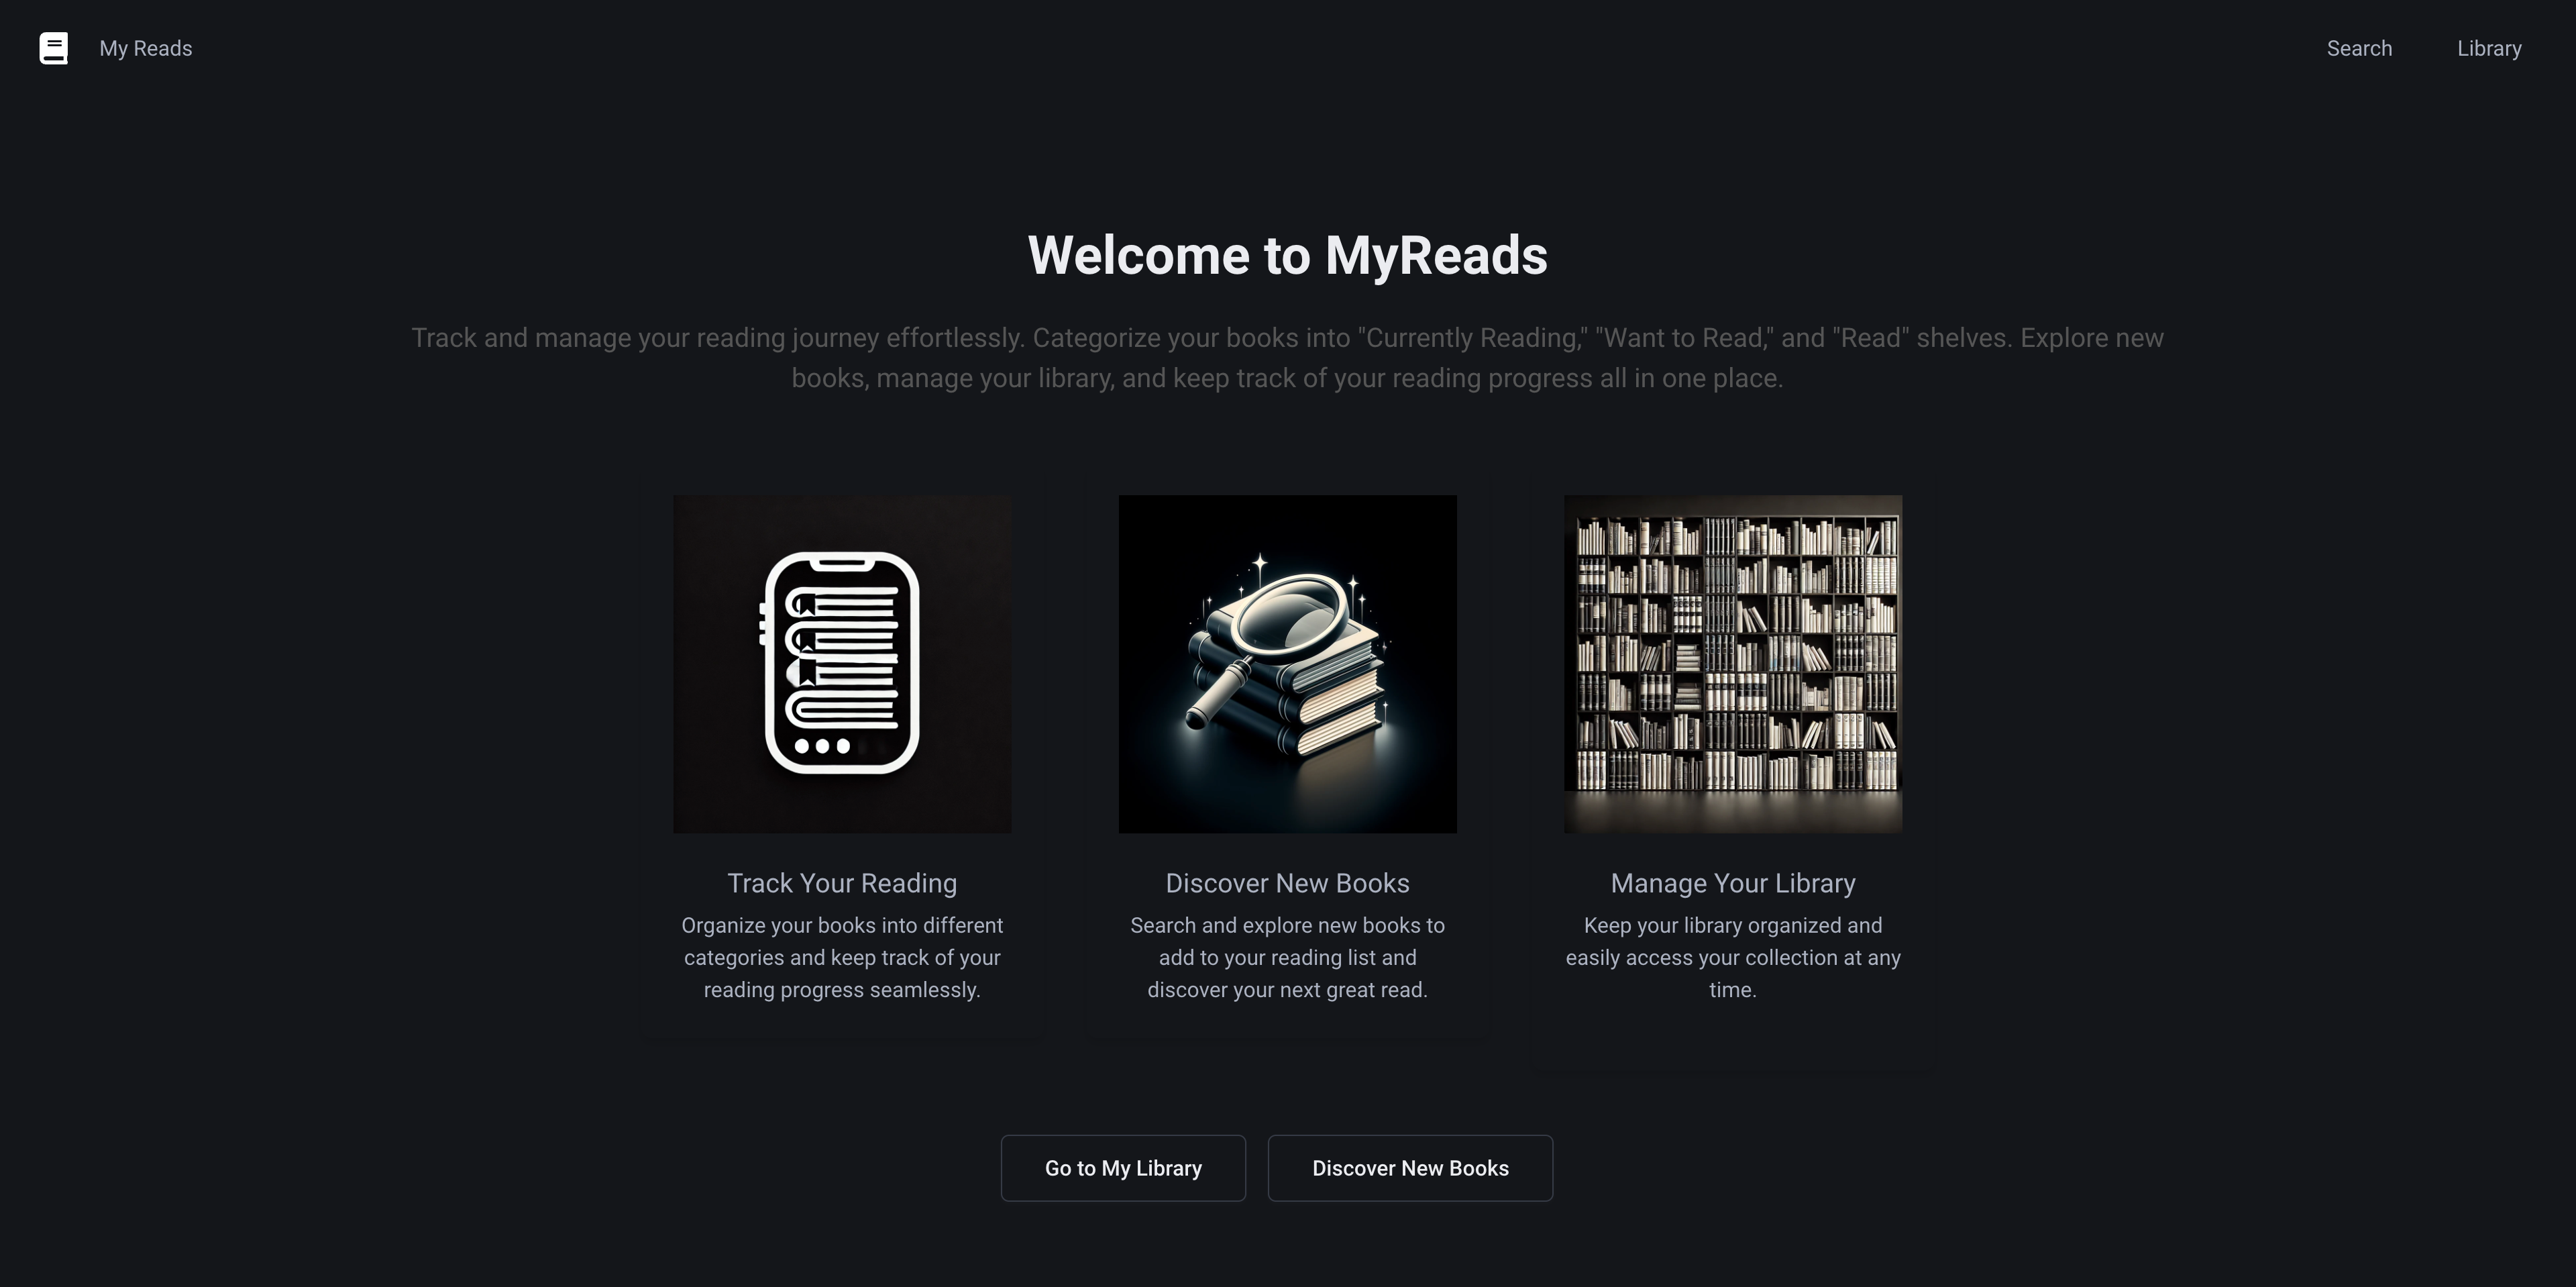 My Reads
Search
Library
Welcome to MyReads
Track and manage your reading journey effortlessly. Categorize your books into "Currently Reading," "Want to Read," and "Read" shelves. Explore new
books, manage your library, and keep track of your reading progress all in one place.
Track Your Reading
Organize your books into different
categories and keep track of your
reading progress seamlessly.
Discover New Books
Search and explore new books to
add to your reading list and
discover your next great read.
Manage Your Library
Keep your library organized and
easily access your collection at any
time.
Go to My Library
Discover New Books